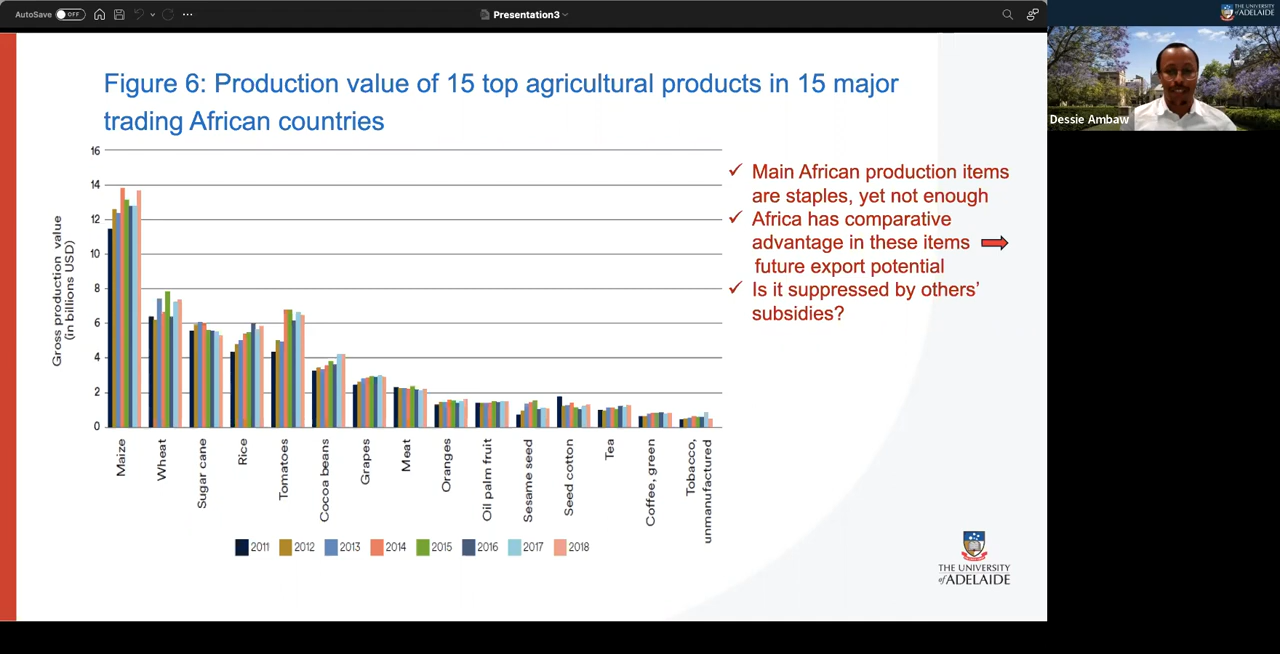 AutoSave OFF
Presentation3
THE UNIVERSITY
of ADELAIDE
Dessie Ambaw
Figure 6: Production value of 15 top agricultural products in 15 major
trading African countries
Gross production value
(in billions USD)
16
14
12
10
8
6
4
2
0
Maize
Wheat
Sugar cane
Rice
Tomatoes
Cocoa beans
Grapes
Meat
Oranges
Oil palm fruit
Sesame seed
Seed cotton
Tea
Coffee, green
Tobacco,
unmanufactured
2011 2012 2013 2014 2015 2016 2017 2018
✓ Main African production items
are staples, yet not enough
✓ Africa has comparative
advantage in these items
future export potential
✓ Is it suppressed by others’
subsidies?
THE UNIVERSITY
of ADELAIDE